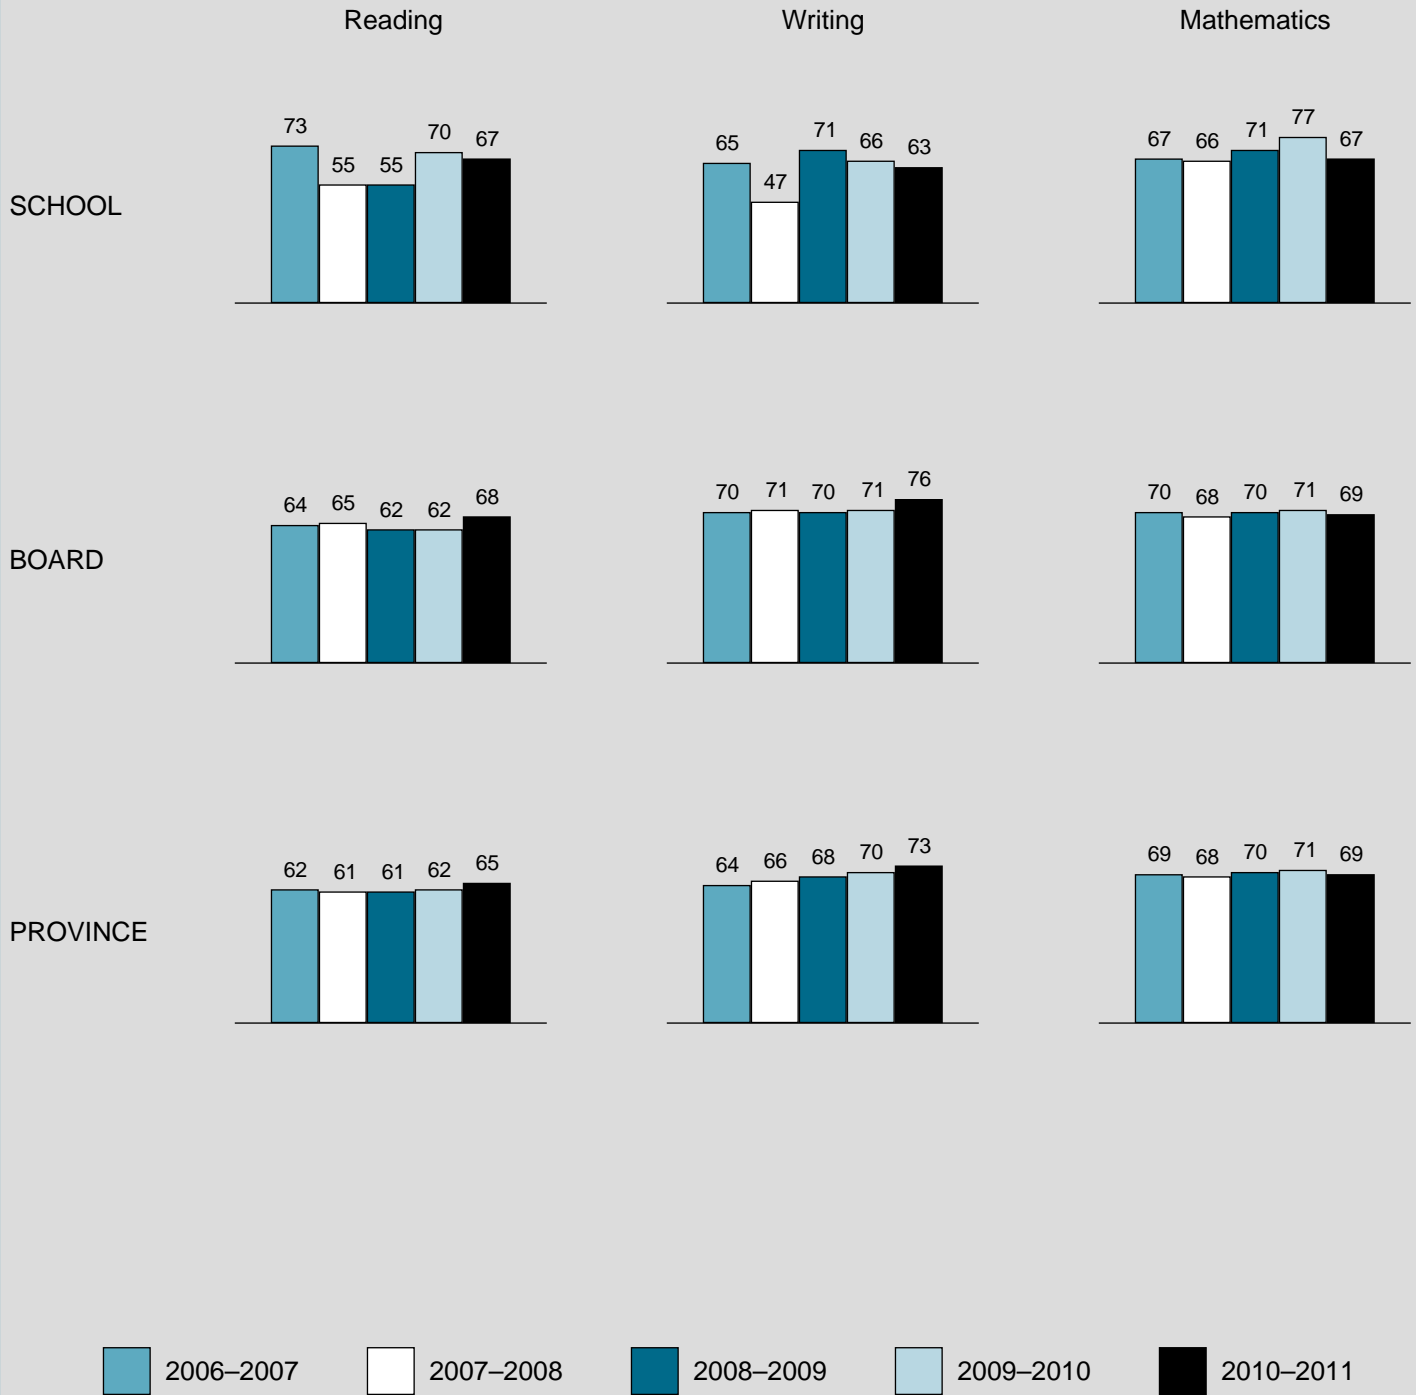 Reading Writing Mathematics
SCHOOL
73 55 55 70 67
65 47 71 66 63
67 66 71 77 67
BOARD
64 65 62 62 68
70 71 70 71 76
70 68 70 71 69
PROVINCE
62 61 61 62 65
64 66 68 70 73
69 68 70 71 69
2006–2007 2007–2008 2008–2009 2009–2010 2010–2011